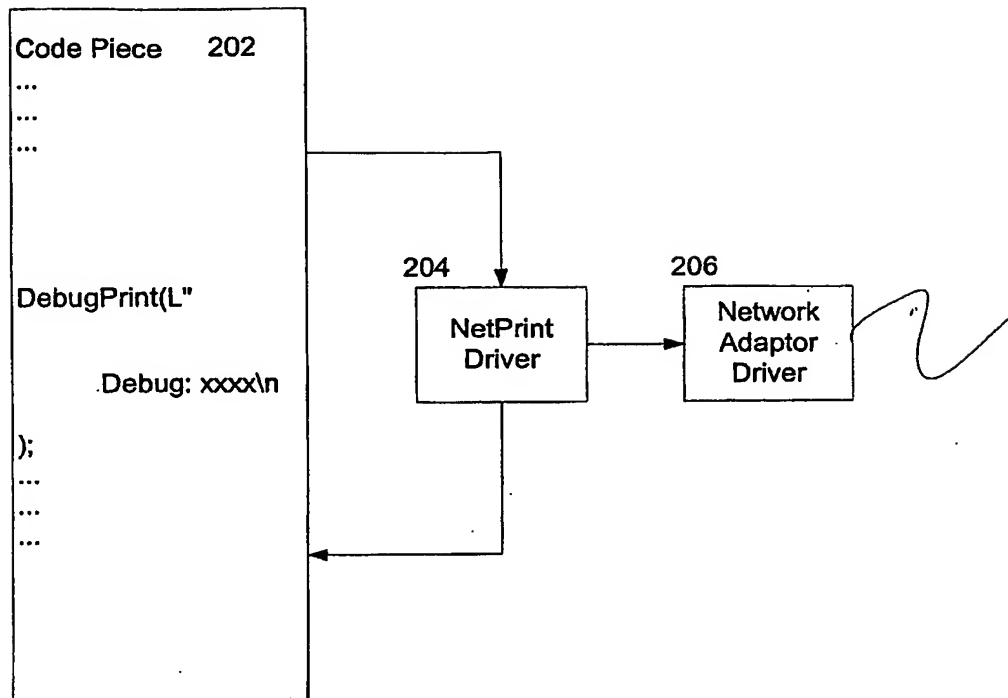 Code Piece 202
...
...
...
DebugPrint(L"
Debug: xxxx\n
);
...
...
...
204
NetPrint
Driver
206
Network
Adaptor
Driver